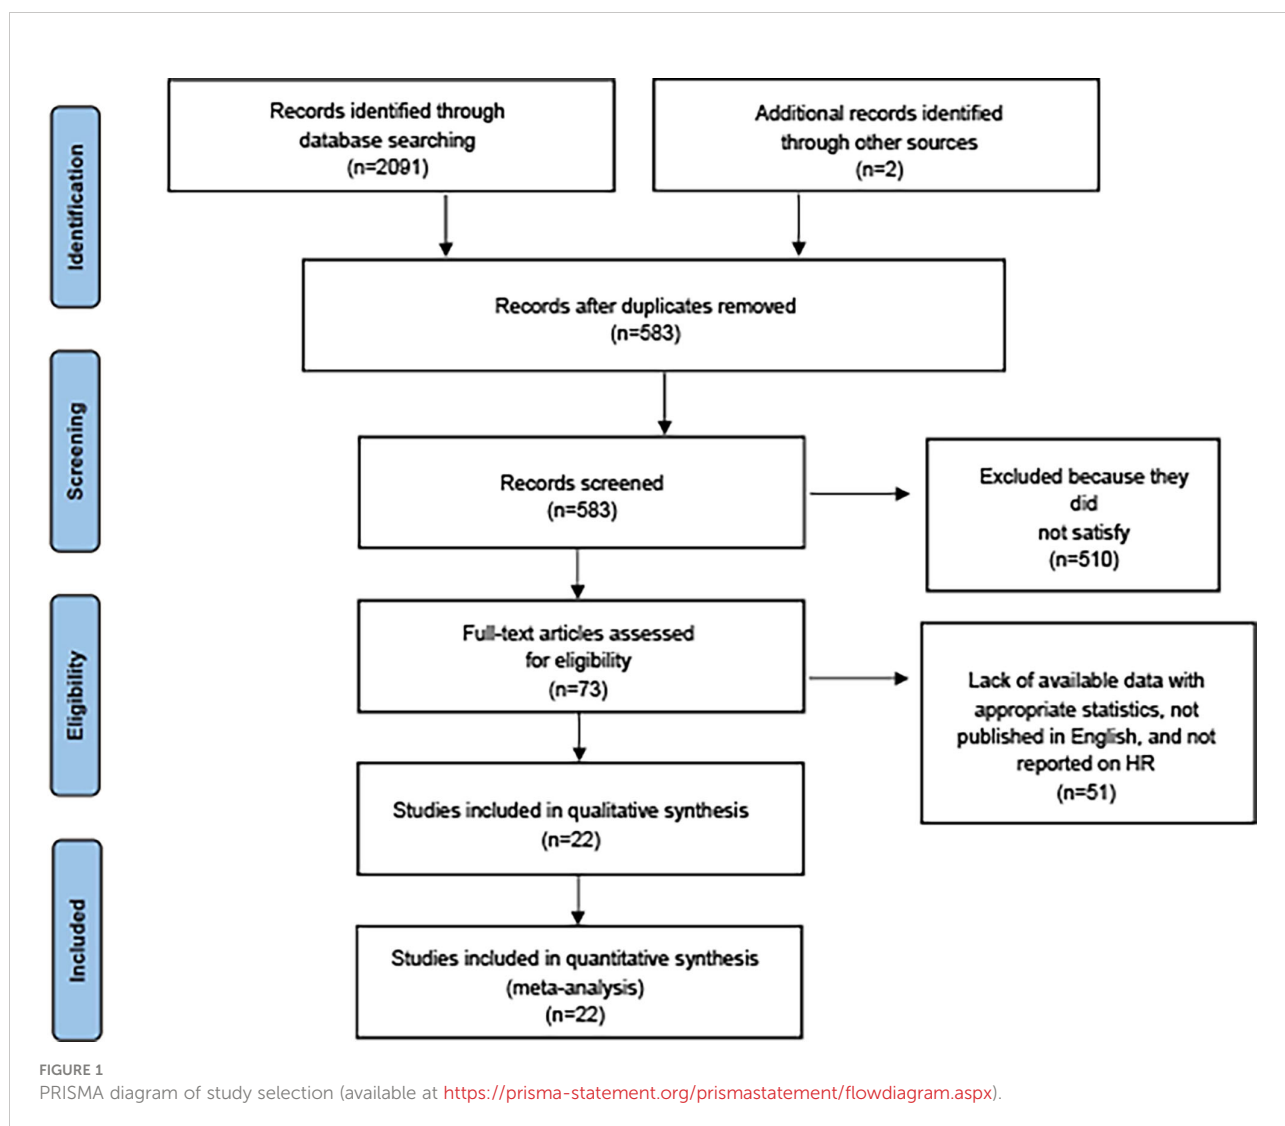 Identification
Records identified through
database searching
(n=2091)
Additional records identified
through other sources
(n=2)
Records after duplicates removed
(n=583)
Screening
Records screened
(n=583)
Excluded because they
did
not satisfy
(n=510)
Eligibility
Full-text articles assessed
for eligibility
(n=73)
Lack of available data with
appropriate statistics, not
published in English, and not
reported on HR
(n=51)
Studies included in qualitative synthesis
(n=22)
Included
Studies included in quantitative synthesis
(meta-analysis)
(n=22)
FIGURE 1
PRISMA diagram of study selection (available at https://prisma-statement.org/prismastatement/flowdiagram.aspx).